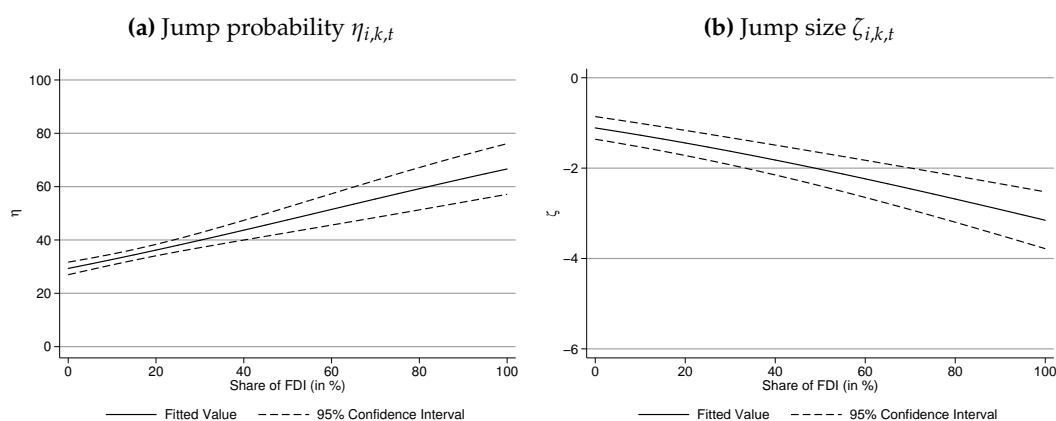 (a) Jump probability η_{i,k,t}
100
80
60
40
20
0
η
0 20 40 60 80 100
Share of FDI (in %)
Fitted Value 95% Confidence Interval
(b) Jump size ζ_{i,k,t}
0
−2
−4
−6
ζ
0 20 40 60 80 100
Share of FDI (in %)
Fitted Value 95% Confidence Interval